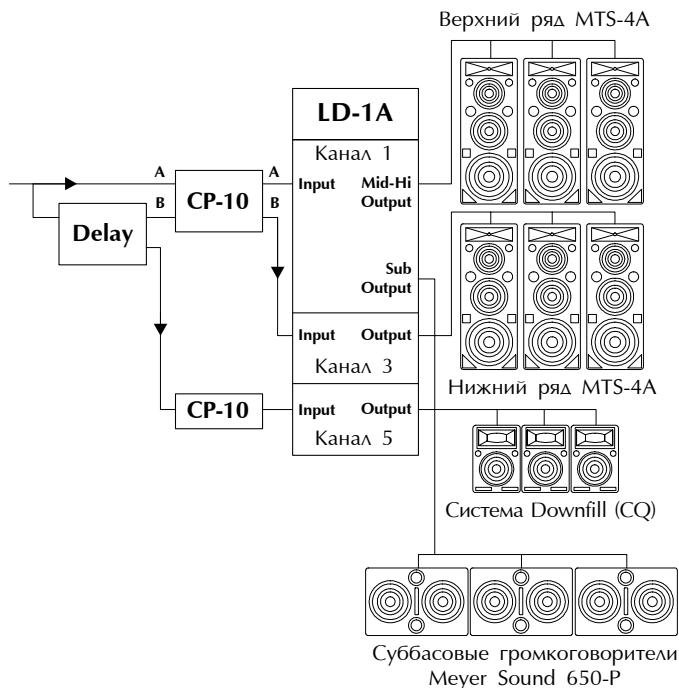 Верхний ряд MTS-4A
LD-1A
Канал 1
A
A
Input
Mid-Hi
Output
CP-10
B
B
Delay
Sub
Output
Input
Output
Канал 3
Нижний ряд MTS-4A
CP-10
Input
Output
Канал 5
Система Downfill (CQ)
Суббасовые громкоговорители
Meyer Sound 650-P